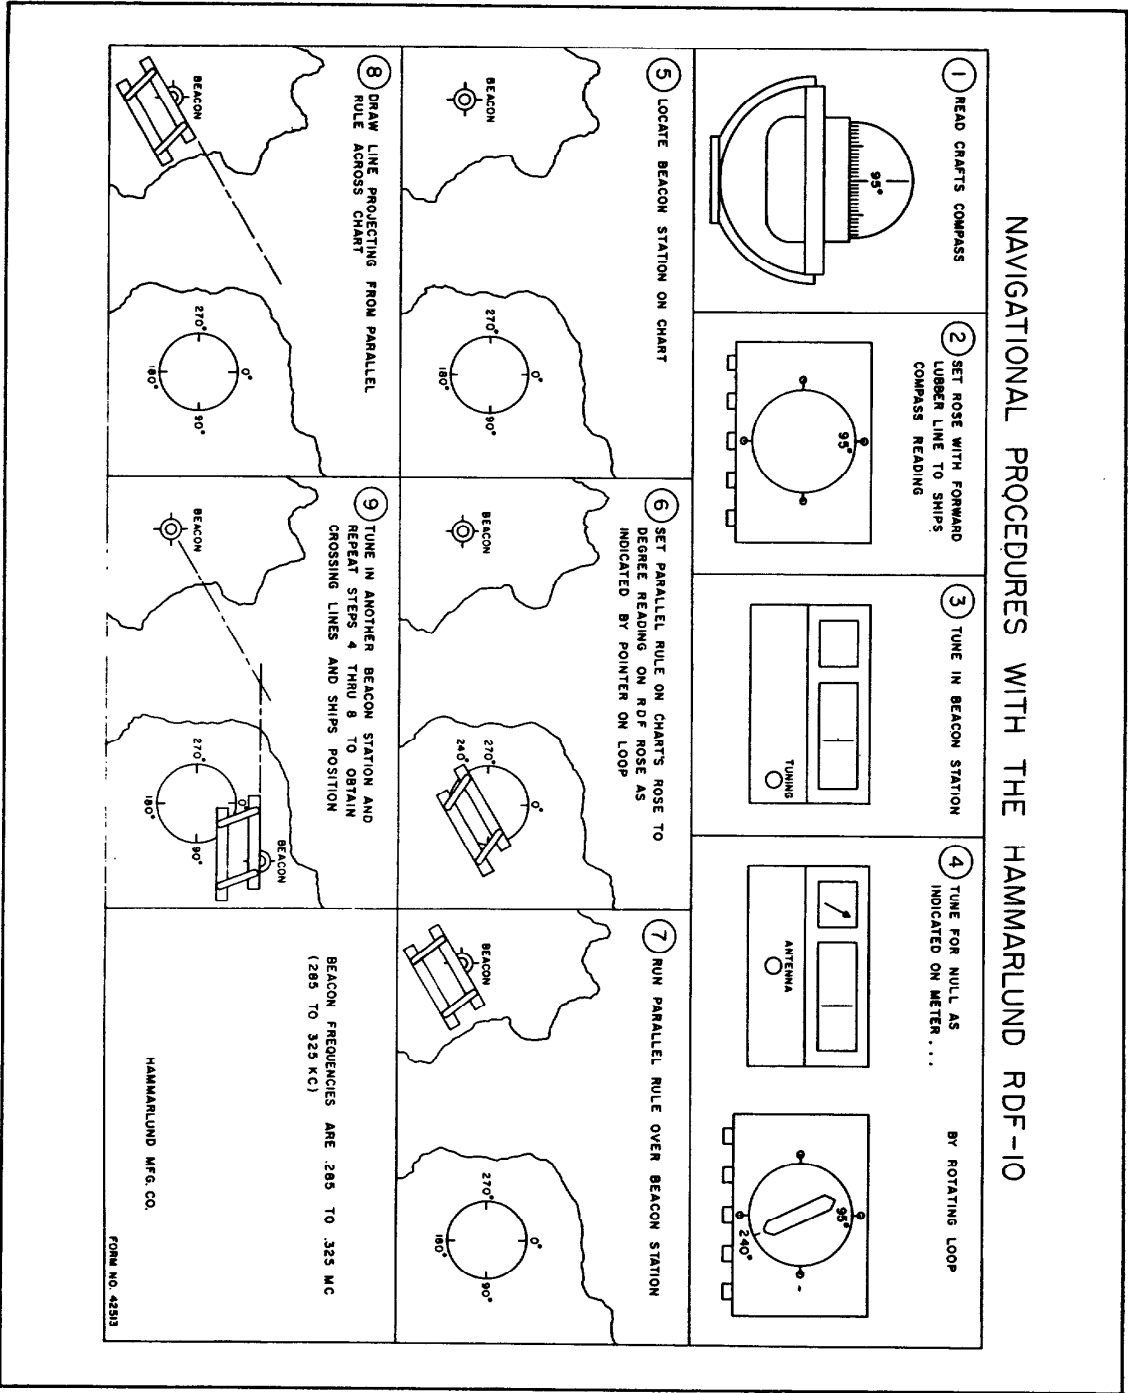 NAVIGATIONAL PROCEDURES WITH THE HAMMARLUND RDF-10
1 READ CRAFTS COMPASS
95°
2 SET ROSE WITH FORWARD
LUBBER LINE TO SHIPS
COMPASS READING
95°
3 TUNE IN BEACON STATION
TUNING
4 TUNE FOR NULL AS
INDICATED ON METER...
BY ROTATING LOOP
ANTENNA
95°
240°
5 LOCATE BEACON STATION ON CHART
BEACON
0°
270°
90°
180°
6 SET PARALLEL RULE ON CHART'S ROSE TO
DEGREE READING ON RDF ROSE AS
INDICATED BY POINTER ON LOOP
BEACON
0°
270°
240°
7 RUN PARALLEL RULE OVER BEACON STATION
BEACON
0°
270°
90°
180°
8 DRAW LINE PROJECTING FROM PARALLEL
RULE ACROSS CHART
BEACON
0°
270°
90°
180°
9 TUNE IN ANOTHER BEACON STATION AND
REPEAT STEPS 4 THRU 8 TO OBTAIN
CROSSING LINES AND SHIPS POSITION
BEACON
BEACON
0°
270°
90°
180°
BEACON FREQUENCIES ARE .285 TO .325 MC
(285 TO 325 KC)
HAMMARLUND MFG. CO.
FORM NO. 42513